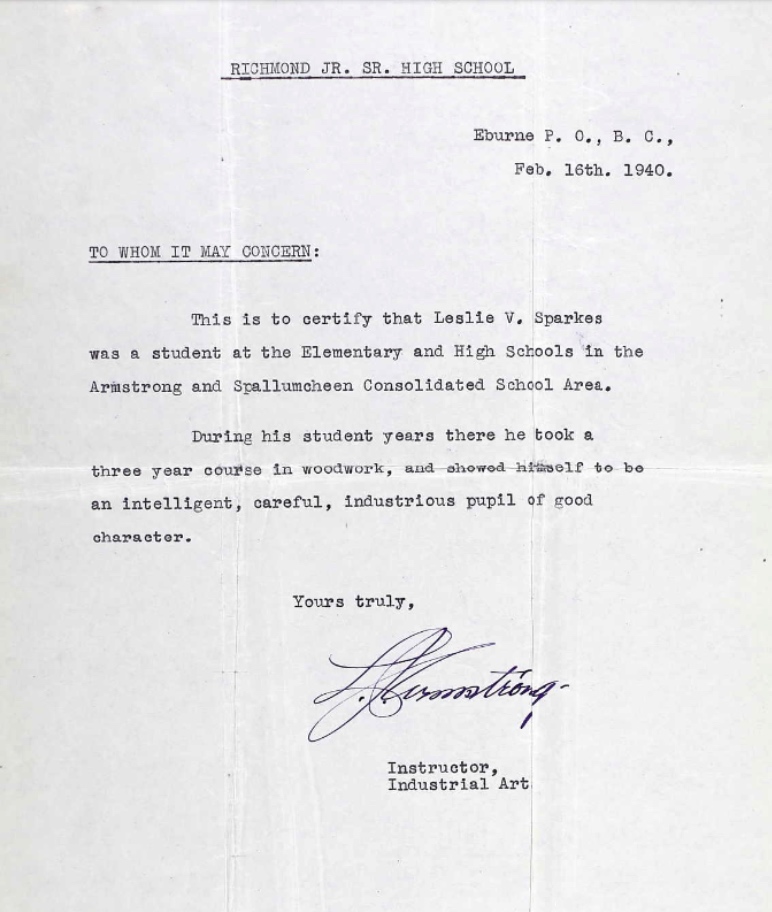 RICHMOND JR. SR. HIGH SCHOOL
Eburne P. O., B. C.,
Feb. 16th. 1940.
TO WHOM IT MAY CONCERN:
This is to certify that Leslie V. Sparkes
was a student at the Elementary and High Schools in the
Armstrong and Spallumcheen Consolidated School Area.
During his student years there he took a
three year course in woodwork, and showed himself to be
an intelligent, careful, industrious pupil of good
character.
Yours truly,
Armstrong
Instructor,
Industrial Art